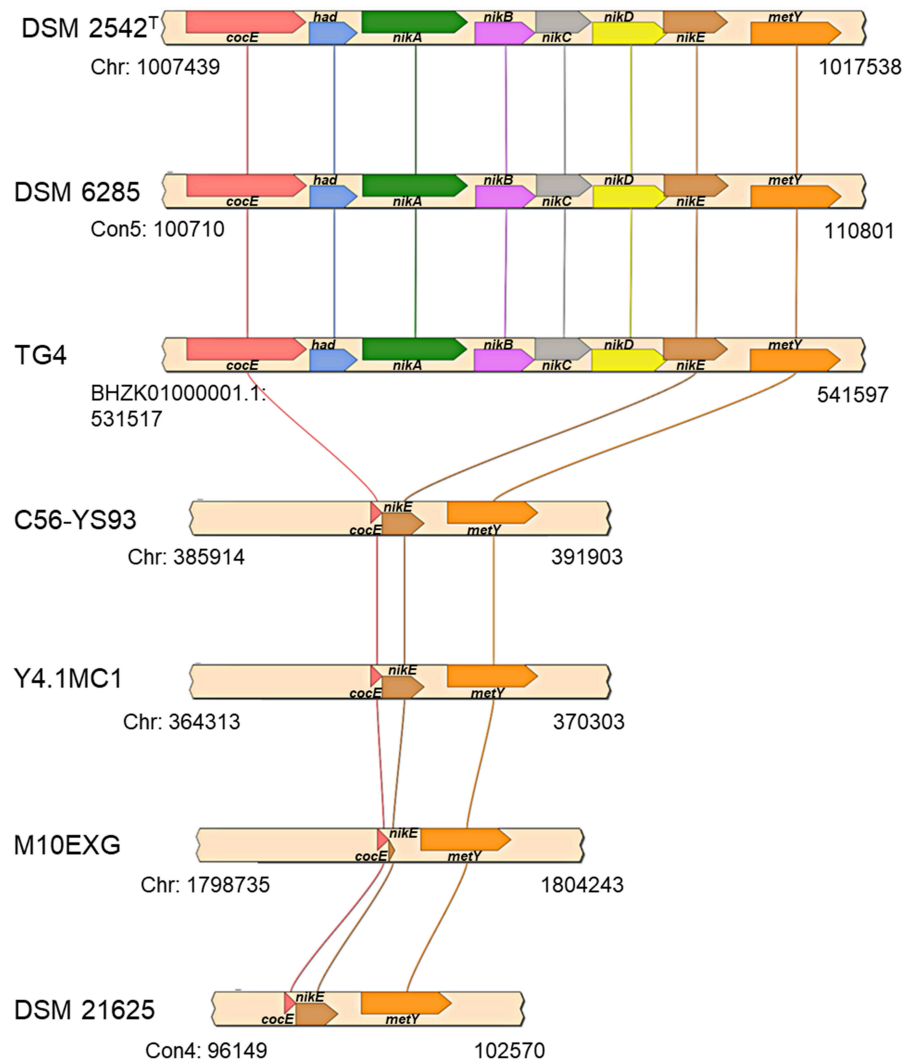 DSM 2542T
cocE had nikA nikB nikC nikD nikE metY
Chr: 1007439 1017538
DSM 6285
cocE had nikA nikB nikC nikD nikE metY
Con5: 100710 110801
TG4
cocE had nikA nikB nikC nikD nikE metY
BHZK01000001.1:
531517 541597
C56-YS93
cocE nikE metY
Chr: 385914 391903
Y4.1MC1
cocE nikE metY
Chr: 364313 370303
M10EXG
cocE nikE metY
Chr: 1798735 1804243
DSM 21625
cocE nikE metY
Con4: 96149 102570